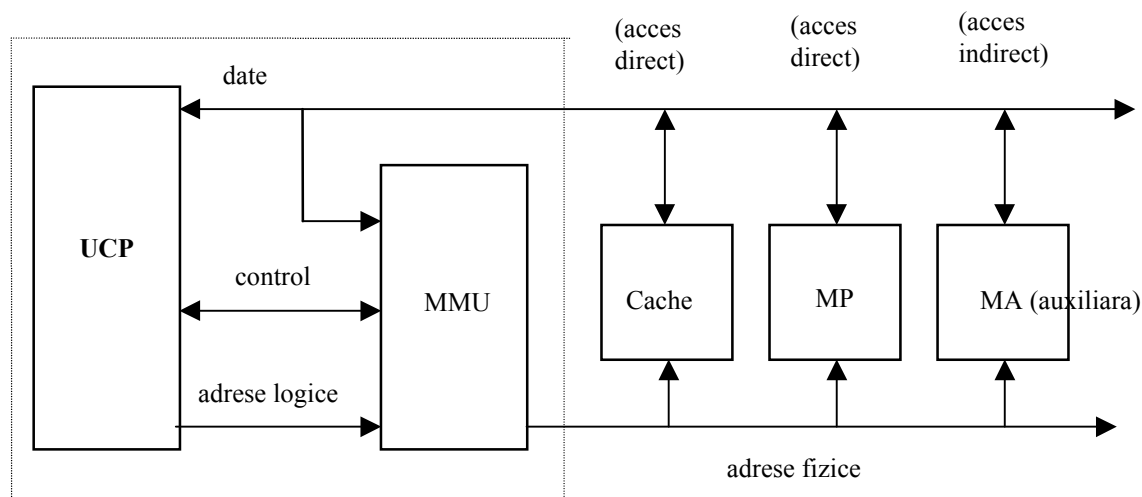 (acces
direct)
(acces
direct)
(acces
indirect)
date
UCP
control
MMU
Cache
MP
MA (auxiliara)
adrese logice
adrese fizice